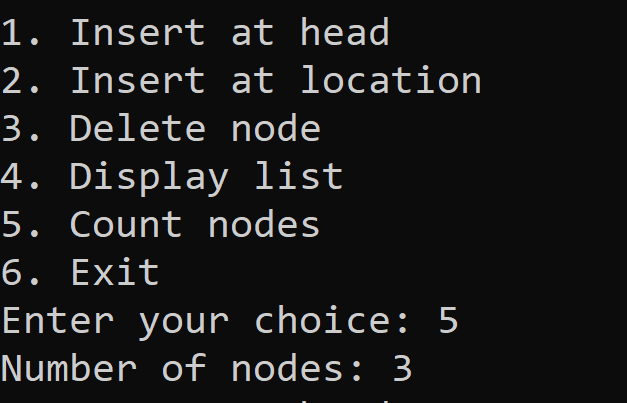 1. Insert at head
2. Insert at location
3. Delete node
4. Display list
5. Count nodes
6. Exit
Enter your choice: 5
Number of nodes: 3